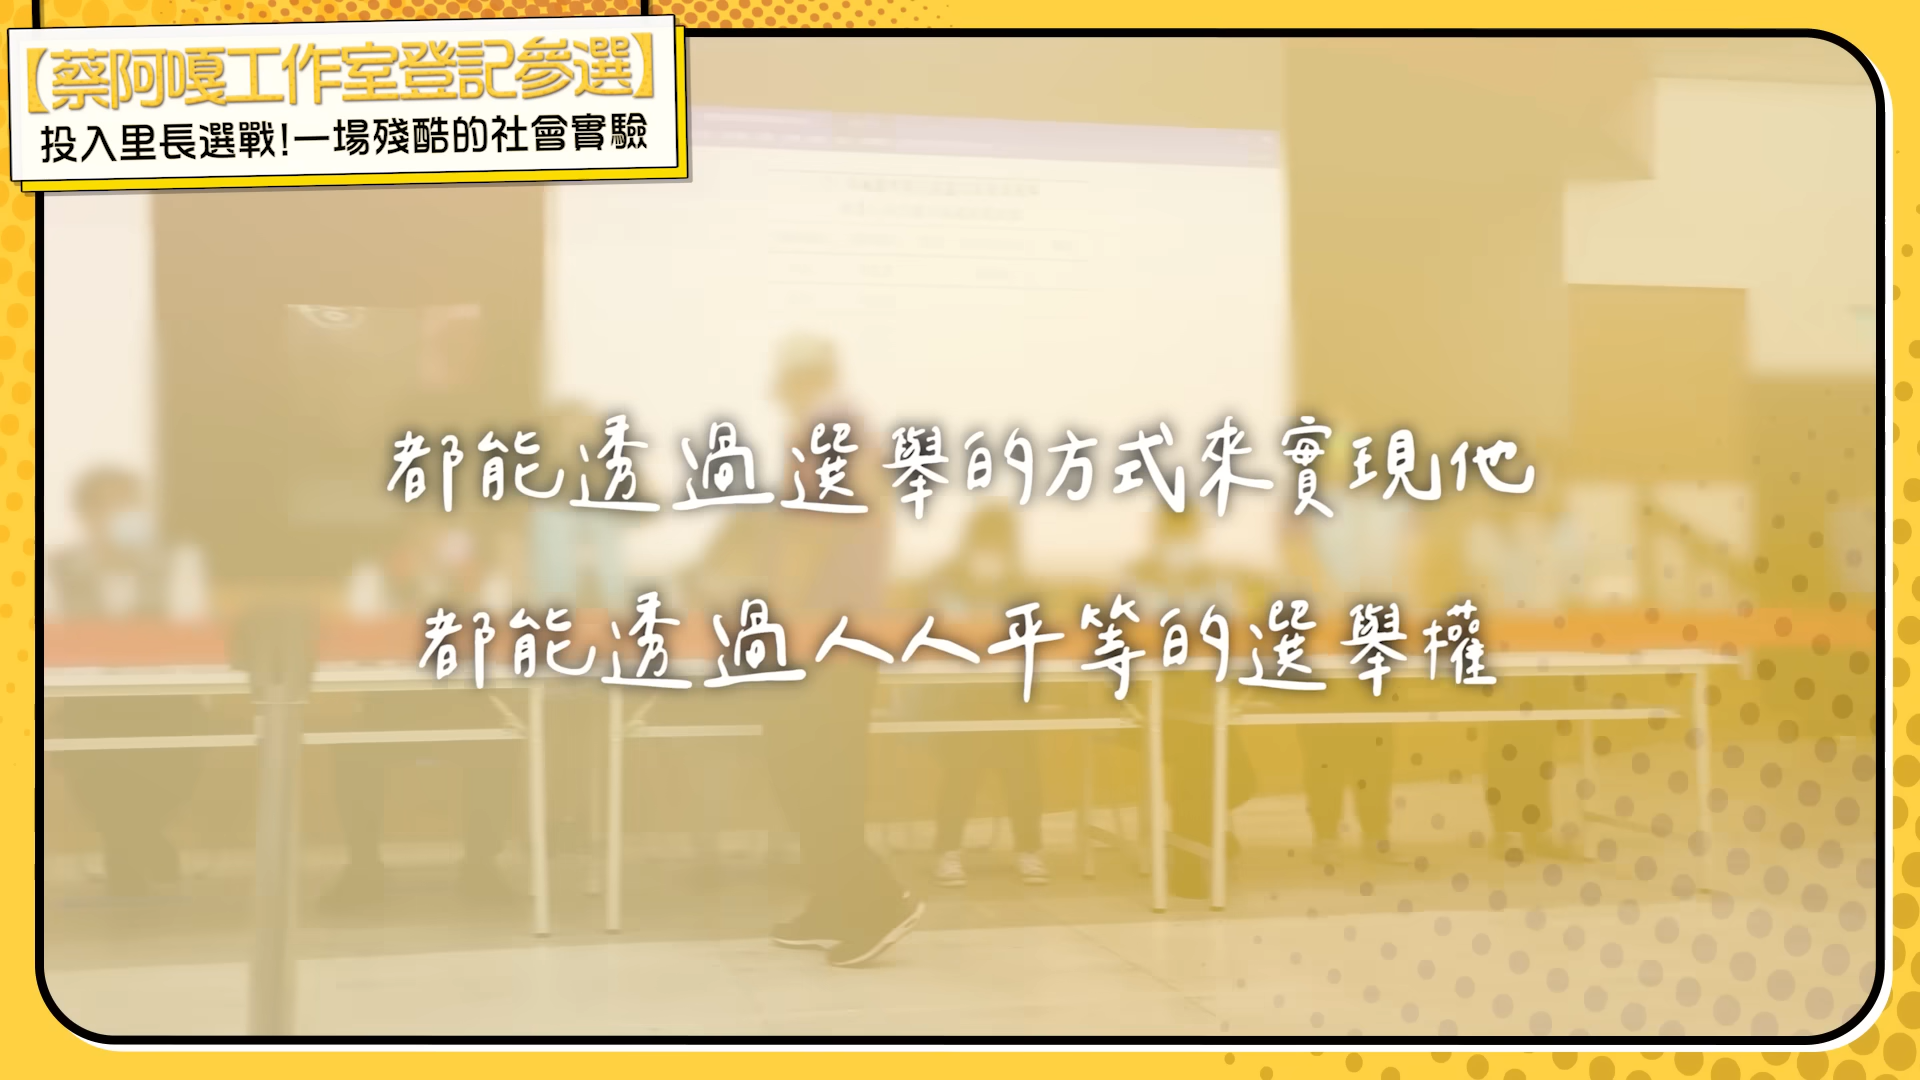 【蔡阿嘎工作室登記參選】
投入里長選戰!一場殘酷的社會實驗
都能透過選舉的方式來實現他
都能透過人人平等的選舉權